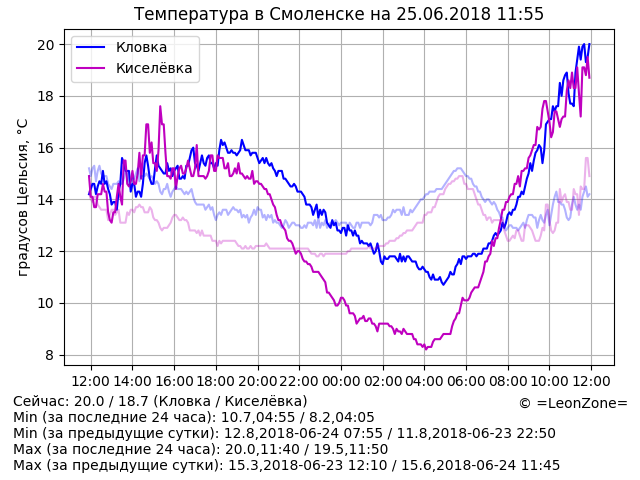 Температура в Смоленске на 25.06.2018 11:55
Кловка
Киселёвка
градусов Цельсия, °C
20
18
16
14
12
10
8
12:00 14:00 16:00 18:00 20:00 22:00 00:00 02:00 04:00 06:00 08:00 10:00 12:00
Сейчас: 20.0 / 18.7 (Кловка / Киселёвка)
© =LeonZone=
Min (за последние 24 часа): 10.7,04:55 / 8.2,04:05
Min (за предыдущие сутки): 12.8,2018-06-24 07:55 / 11.8,2018-06-23 22:50
Max (за последние 24 часа): 20.0,11:40 / 19.5,11:50
Max (за предыдущие сутки): 15.3,2018-06-23 12:10 / 15.6,2018-06-24 11:45